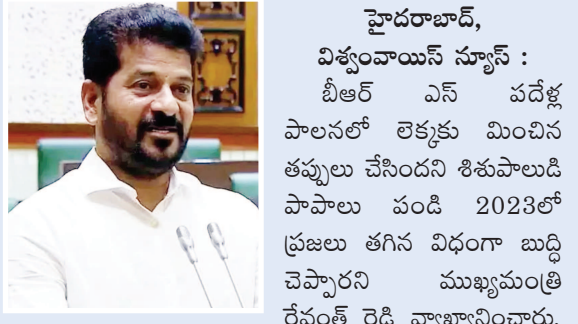 హైదరాబాద్,
విశ్వంవాయిస్ న్యూస్ :
బీఆర్ ఎస్ పదేళ్ల
పాలనలో లెక్కకు మించిన
తప్పులు చేసిందని శిశుపాలుడి
పాపాలు పండి 2023లో
ప్రజలు తగిన విధంగా బుద్ధి
చెప్పారని ముఖ్యమంత్రి
రేవంత్ రెడ్డి వ్యాఖ్యానించారు.